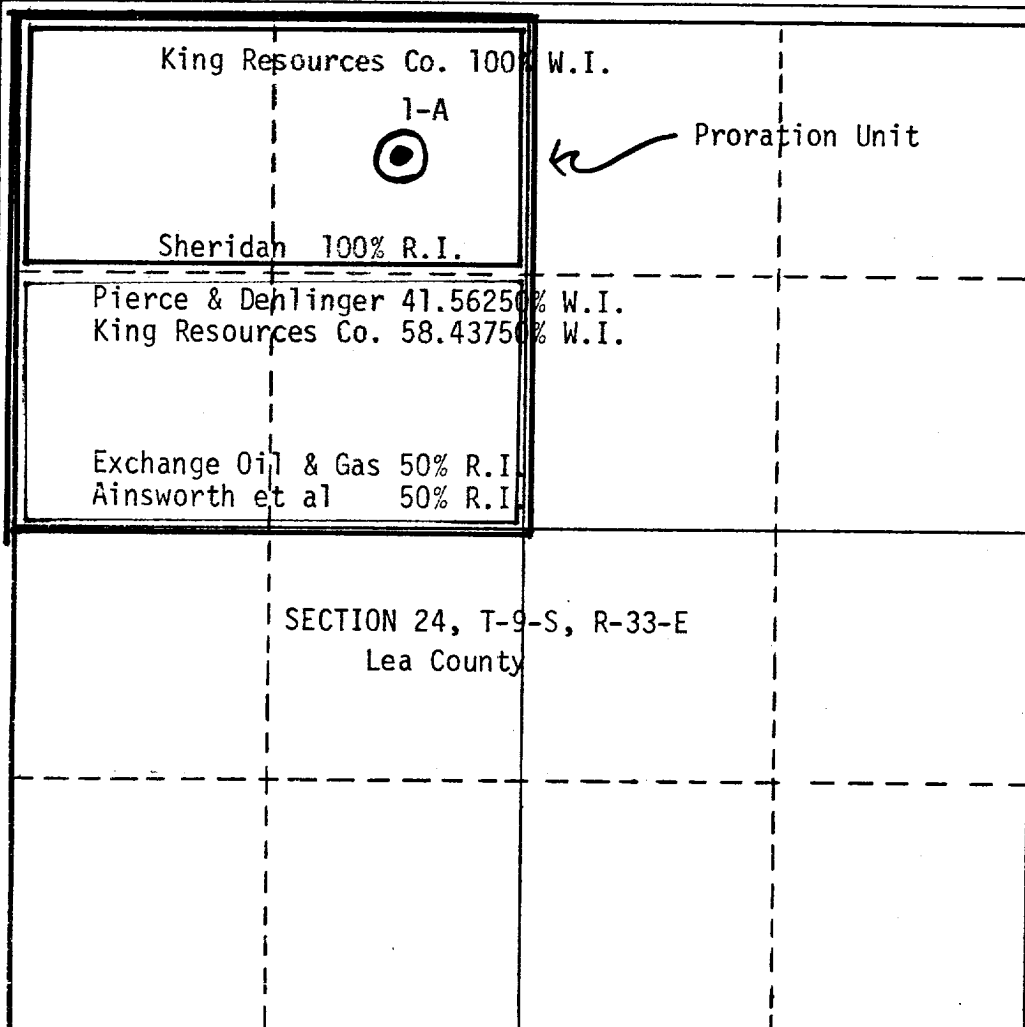 King Resources Co. 100% W.I.
1-A
Proration Unit
Sheridan 100% R.I.
Pierce & Dehlinger 41.56250% W.I.
King Resources Co. 58.43750% W.I.
Exchange Oil & Gas 50% R.I.
Ainsworth et al 50% R.I.
SECTION 24, T-9-S, R-33-E
Lea County